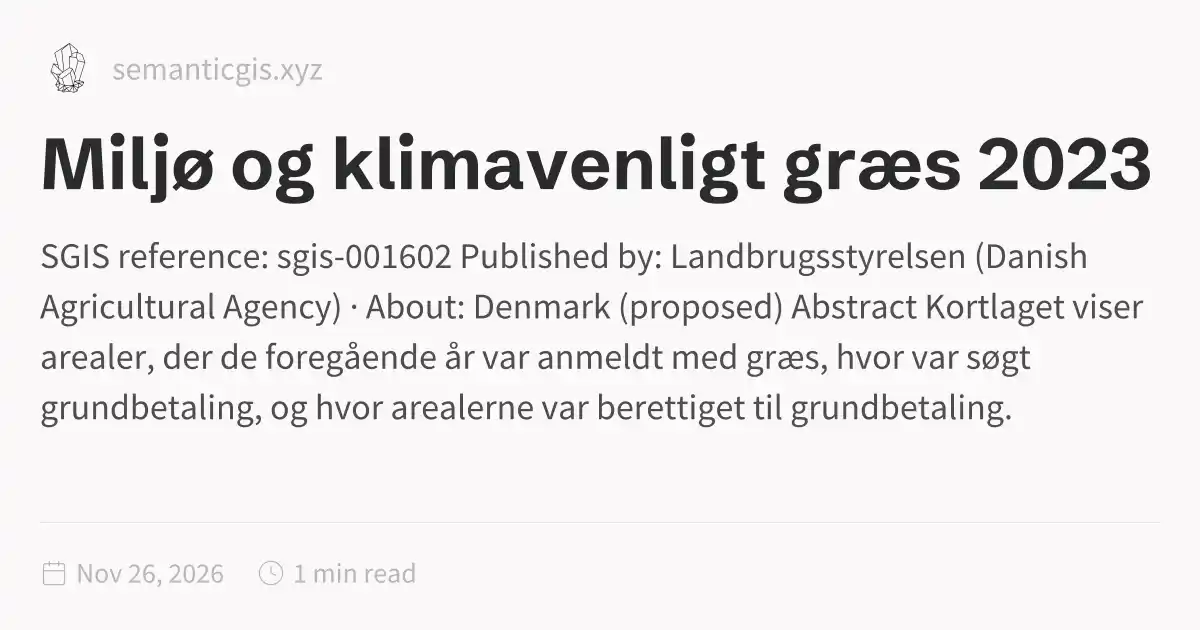 semanticgis.xyz
Miljø og klimavenligt græs 2023
SGIS reference: sgis-001602 Published by: Landbrugsstyrelsen (Danish
Agricultural Agency) · About: Denmark (proposed) Abstract Kortlaget viser
arealer, der de foregående år var anmeldt med græs, hvor var søgt
grundbetaling, og hvor arealerne var berettiget til grundbetaling.
Nov 26, 2026 1 min read